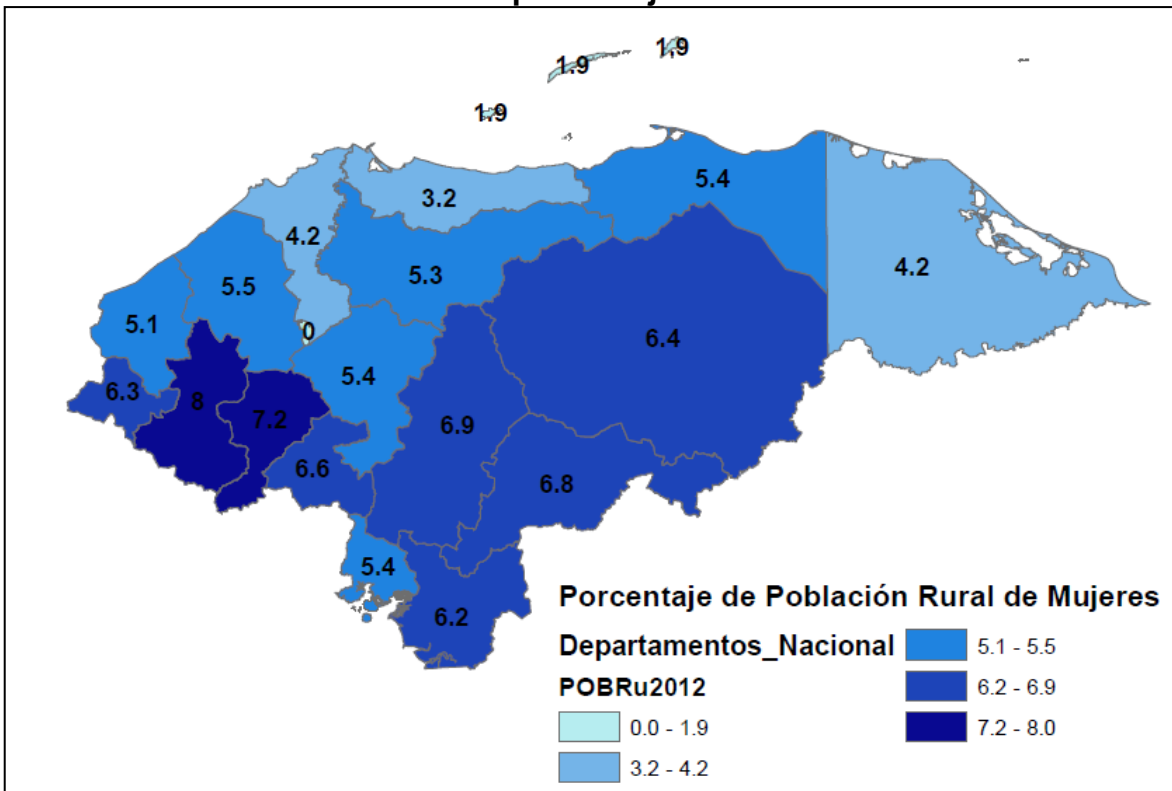 1.9
1.9
1.9
5.4
3.2
4.2
4.2
5.3
5.5
5.1
0
6.4
5.4
6.3
8
7.2
6.9
6.6
6.8
5.4
6.2
Porcentaje de Población Rural de Mujeres
Departamentos_Nacional
POBRu2012
0.0 - 1.9
3.2 - 4.2
5.1 - 5.5
6.2 - 6.9
7.2 - 8.0